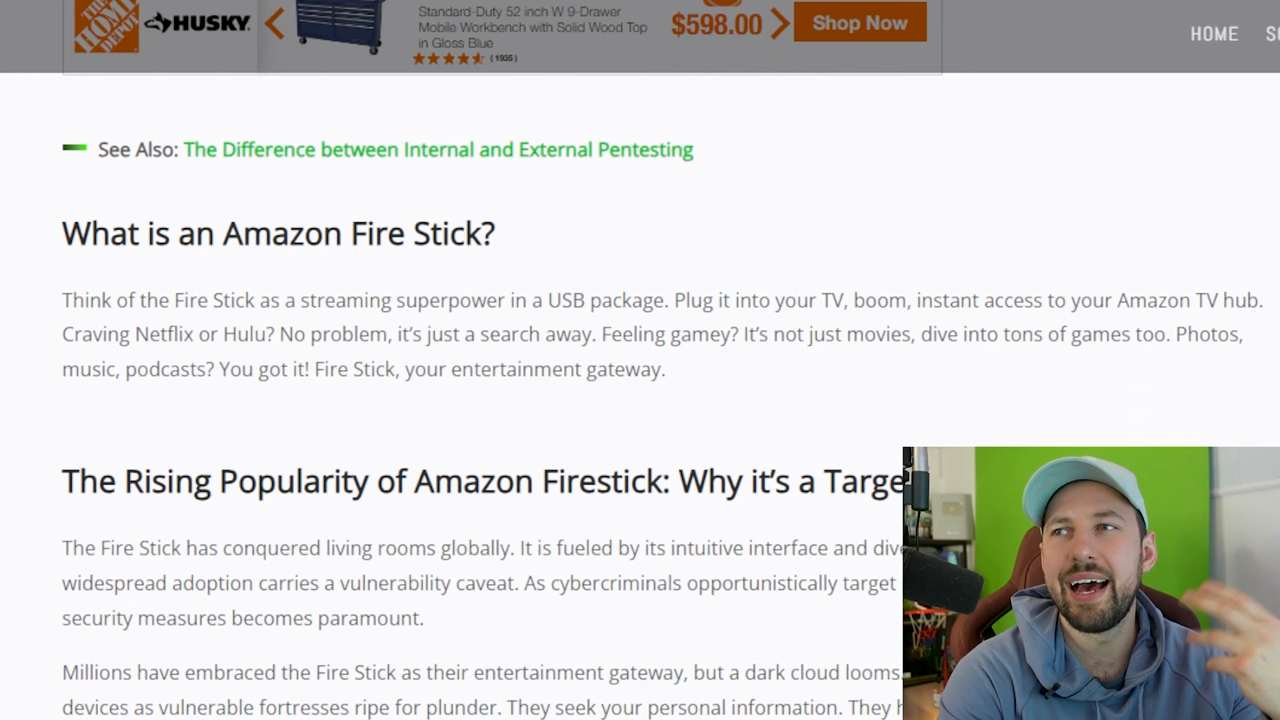 THE HOME DEPOT
HUSKY
Standard-Duty 52 inch W 9-Drawer
Mobile Workbench with Solid Wood Top
in Gloss Blue
(1935)
$598.00
Shop Now
HOME
See Also: The Difference between Internal and External Pentesting
What is an Amazon Fire Stick?
Think of the Fire Stick as a streaming superpower in a USB package. Plug it into your TV, boom, instant access to your Amazon TV hub.
Craving Netflix or Hulu? No problem, it's just a search away. Feeling gamey? It's not just movies, dive into tons of games too. Photos,
music, podcasts? You got it! Fire Stick, your entertainment gateway.
The Rising Popularity of Amazon Firestick: Why it's a Targe
The Fire Stick has conquered living rooms globally. It is fueled by its intuitive interface and dive
widespread adoption carries a vulnerability caveat. As cybercriminals opportunistically target
security measures becomes paramount.
Millions have embraced the Fire Stick as their entertainment gateway, but a dark cloud looms.
devices as vulnerable fortresses ripe for plunder. They seek your personal information. They